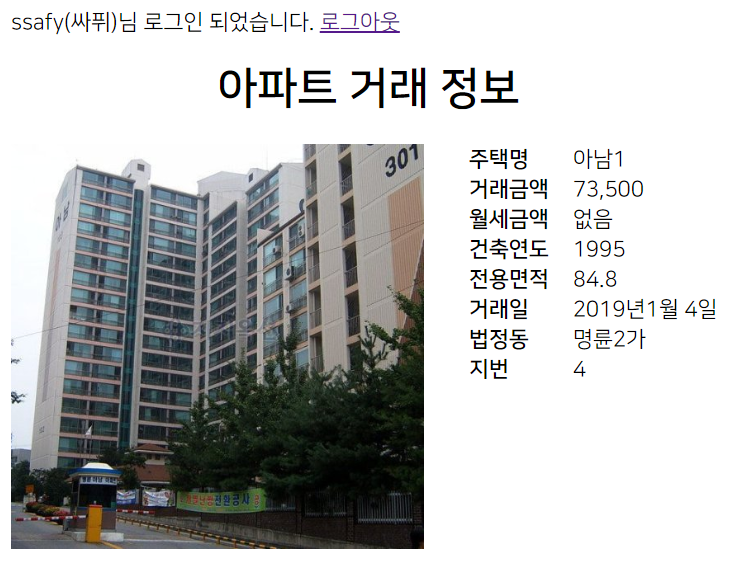 ssafy(싸퓌)님 로그인 되었습니다. 로그아웃
아파트 거래 정보
301
주택명 아남1
거래금액 73,500
월세금액 없음
건축연도 1995
전용면적 84.8
거래일 2019년1월 4일
법정동 명륜2가
지번 4